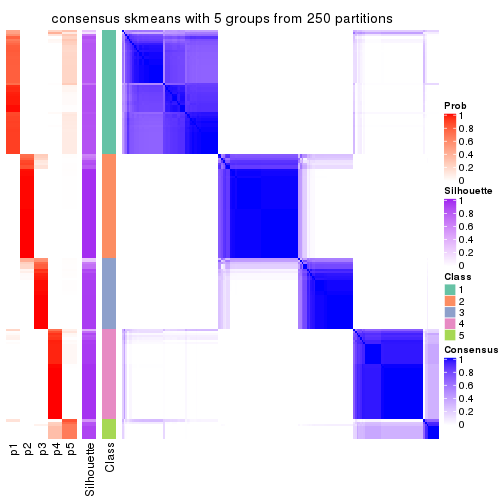 consensus skmeans with 5 groups from 250 partitions
Prob
1
0.8
0.6
0.4
0.2
0
Silhouette
1
0.8
0.6
0.4
0.2
0
Class
1
2
3
4
5
Consensus
1
0.8
0.6
0.4
0.2
0
p1
p2
p3
p4
p5
Silhouette
Class